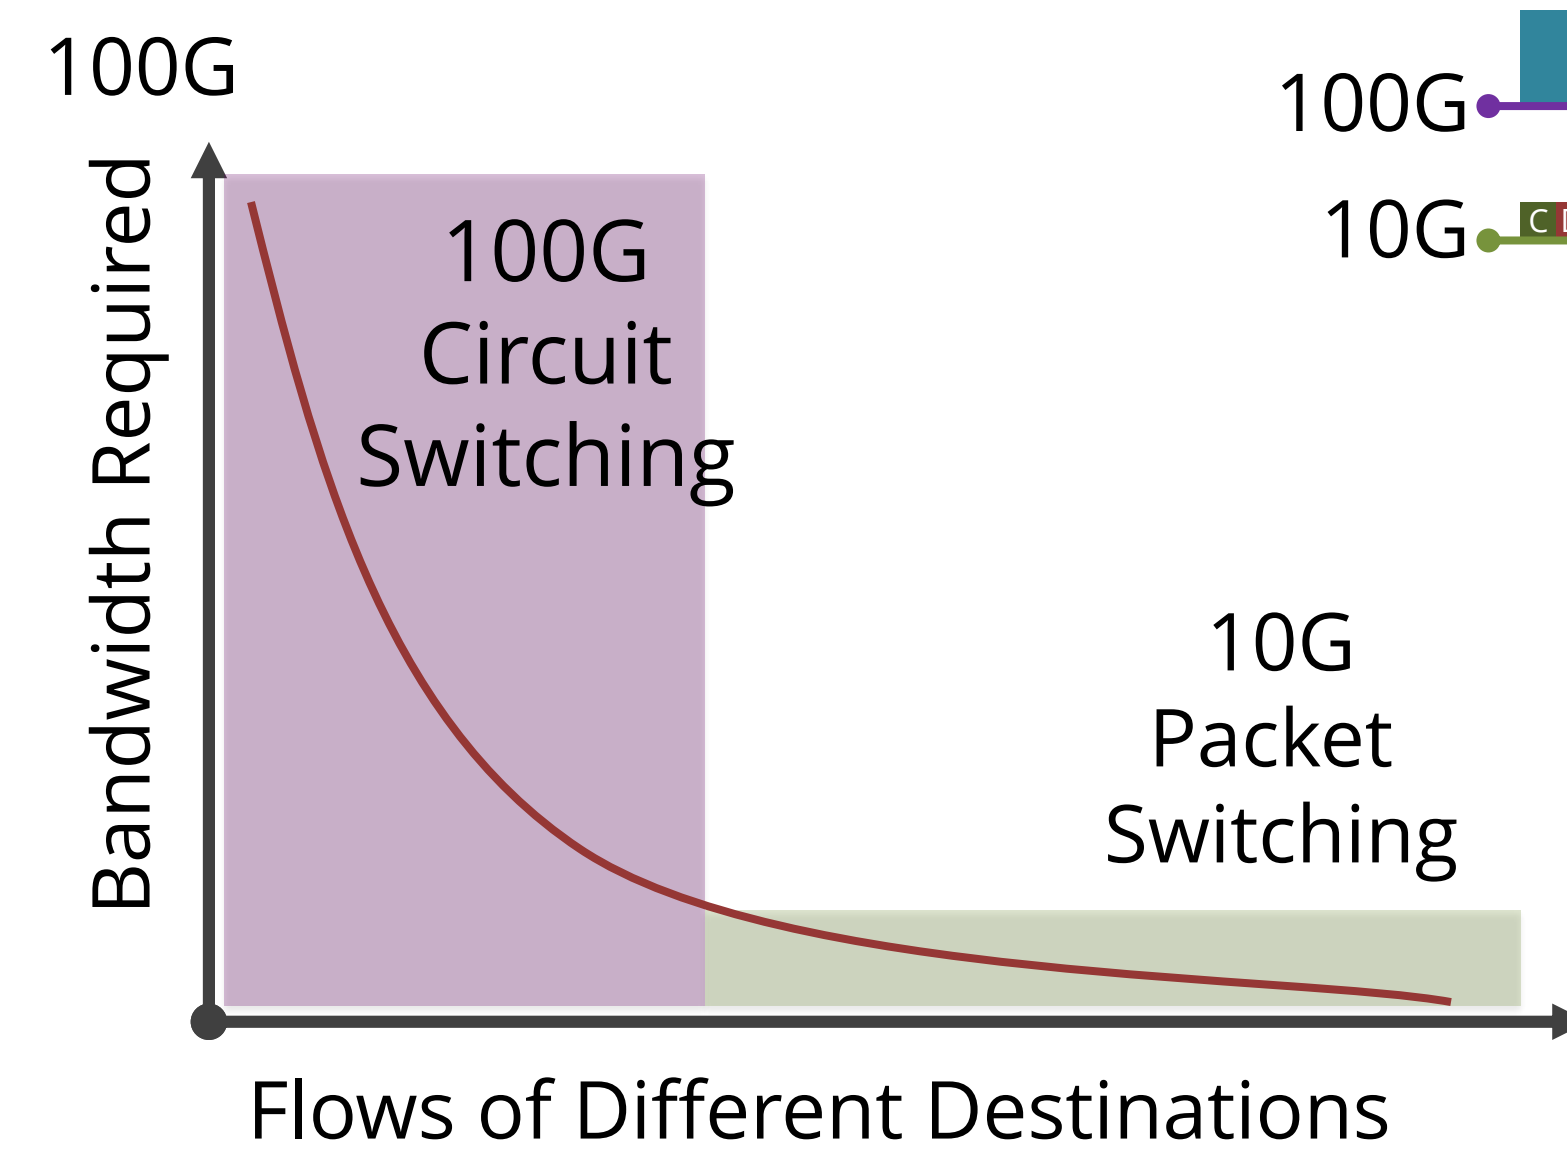 100G
Bandwidth Required
100G
Circuit
Switching
10G
Packet
Switching
Flows of Different Destinations
100G
10G
C